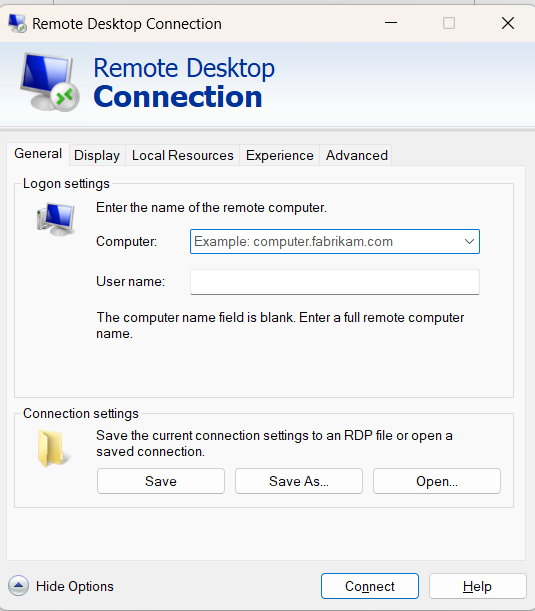 Remote Desktop Connection
Remote Desktop
Connection
General Display Local Resources Experience Advanced
Logon settings
Enter the name of the remote computer.
Computer: Example: computer.fabrikam.com
User name:
The computer name field is blank. Enter a full remote computer
name.
Connection settings
Save the current connection settings to an RDP file or open a
saved connection.
Save Save As... Open...
Hide Options Connect Help